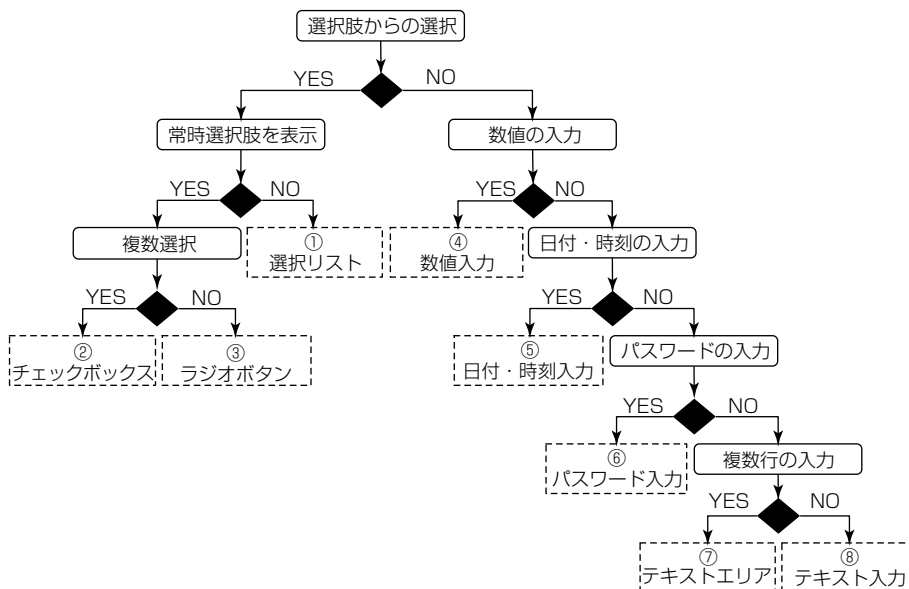 選択肢からの選択
YES
NO
常時選択肢を表示
数値の入力
YES
NO
YES
NO
複数選択
①
選択リスト
④
数値入力
日付・時刻の入力
YES
NO
YES
NO
②
チェックボックス
③
ラジオボタン
⑤
日付・時刻入力
パスワードの入力
YES
NO
⑥
パスワード入力
複数行の入力
YES
NO
⑦
テキストエリア
⑧
テキスト入力